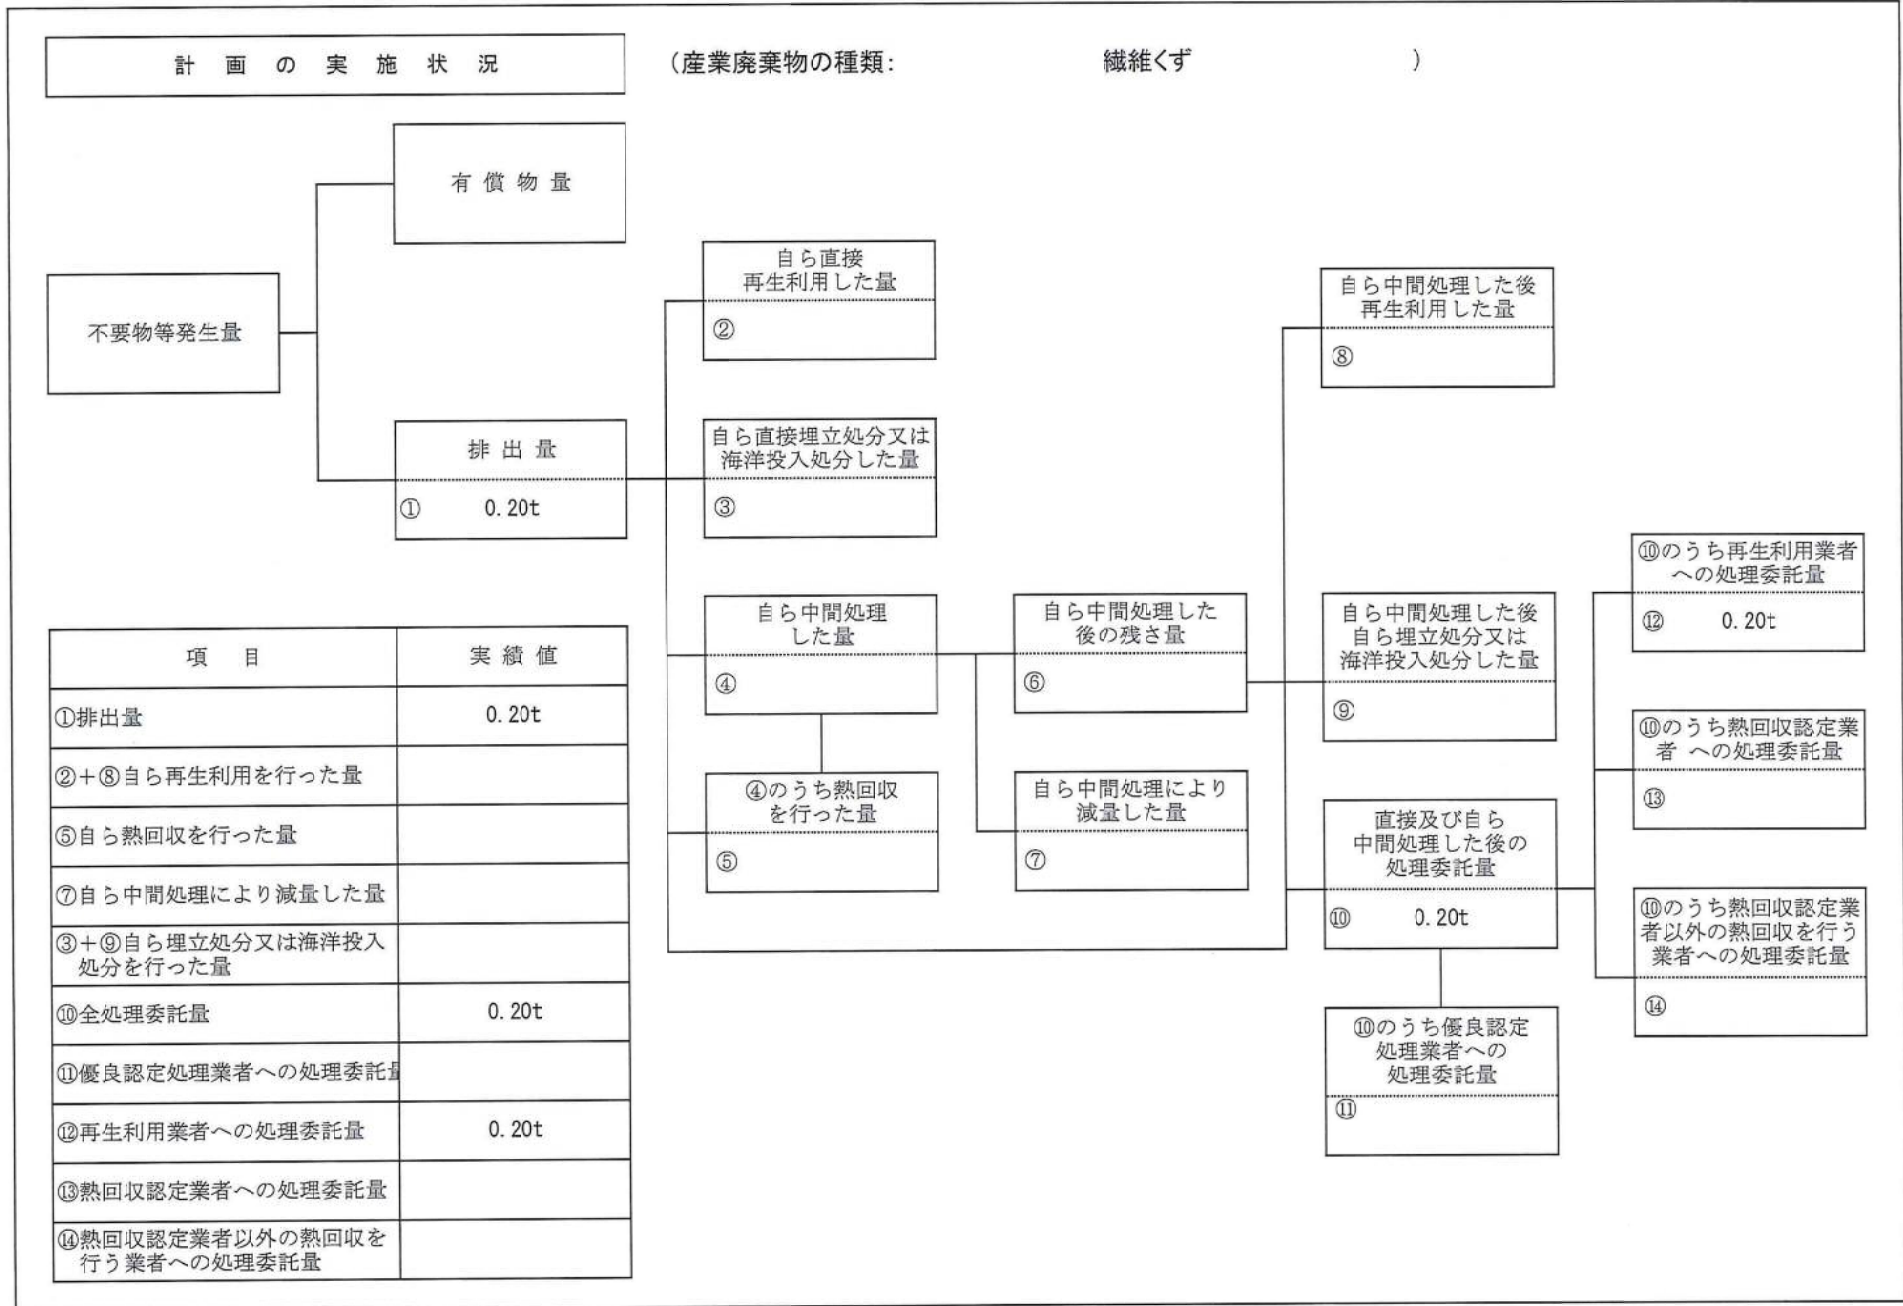 計画の実施状況
（産業廃棄物の種類： 繊維くず ）
有償物量
不要物等発生量
排出量
① 0.20t
自ら直接
再生利用した量
②
自ら直接埋立処分又は
海洋投入処分した量
③
自ら中間処理
した量
④
④のうち熱回収
を行った量
⑤
自ら中間処理した
後の残さ量
⑥
自ら中間処理により
減量した量
⑦
自ら中間処理した後
再生利用した量
⑧
自ら中間処理した後
自ら埋立処分又は
海洋投入処分した量
⑨
直接及び自ら
中間処理した後の
処理委託量
⑩ 0.20t
⑩のうち優良認定
処理業者への
処理委託量
⑪
⑩のうち再生利用業者
への処理委託量
⑫ 0.20t
⑩のうち熱回収認定業
者 への処理委託量
⑬
⑩のうち熱回収認定業
者以外の熱回収を行う
業者への処理委託量
⑭
項目 実績値
①排出量 0.20t
②＋⑧自ら再生利用を行った量
⑤自ら熱回収を行った量
⑦自ら中間処理により減量した量
③＋⑨自ら埋立処分又は海洋投入
処分を行った量
⑩全処理委託量 0.20t
⑪優良認定処理業者への処理委託量
⑫再生利用業者への処理委託量 0.20t
⑬熱回収認定業者への処理委託量
⑭熱回収認定業者以外の熱回収を
行う業者への処理委託量